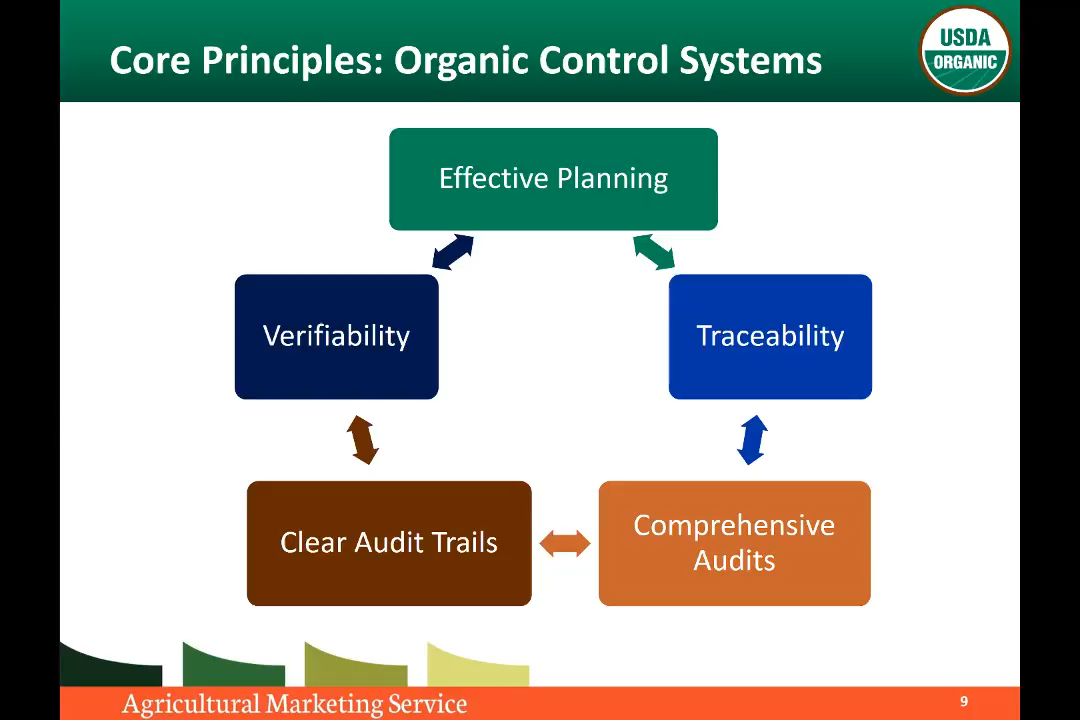 Core Principles: Organic Control Systems
USDA
ORGANIC
Effective Planning
Verifiability
Traceability
Clear Audit Trails
Comprehensive
Audits
Agricultural Marketing Service
9